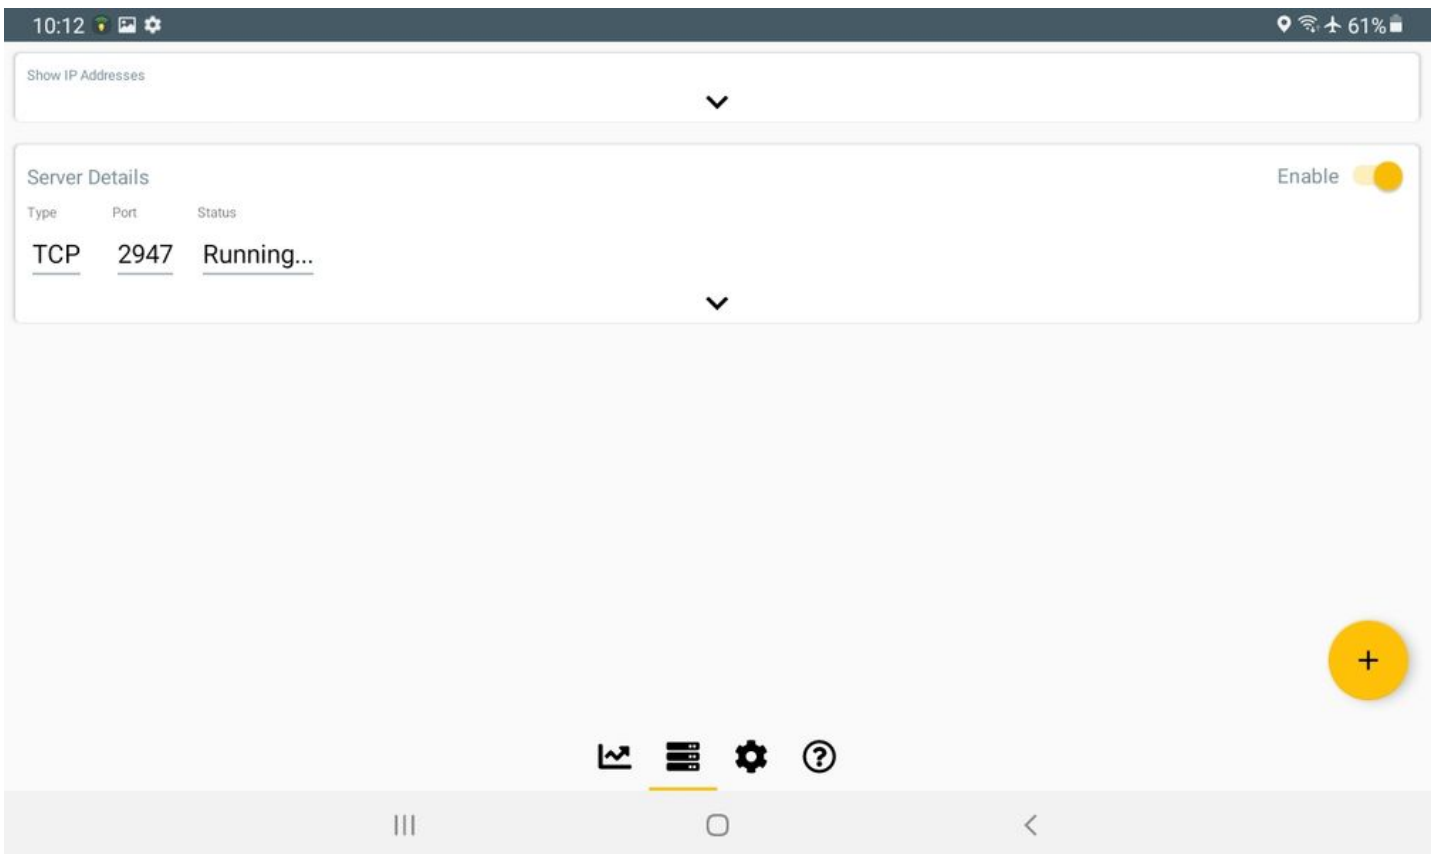 10:12 61%
Show IP Addresses
Server Details Enable
Type Port Status
TCP 2947 Running...